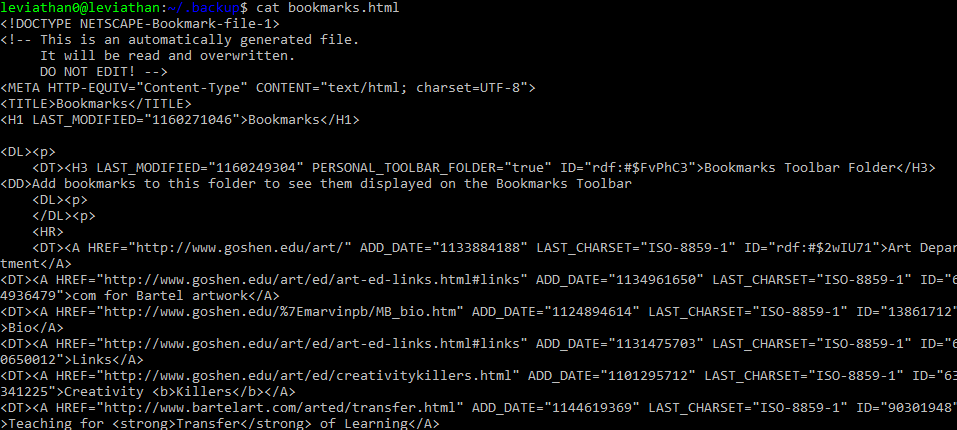 leviathan0@leviathan:~/.backup$ cat bookmarks.html
<!DOCTYPE NETSCAPE-Bookmark-file-1>
<!-- This is an automatically generated file.
     It will be read and overwritten.
     DO NOT EDIT! -->
<META HTTP-EQUIV="Content-Type" CONTENT="text/html; charset=UTF-8">
<TITLE>Bookmarks</TITLE>
<H1 LAST_MODIFIED="1160271046">Bookmarks</H1>

<DL><p>
    <DT><H3 LAST_MODIFIED="1160249304" PERSONAL_TOOLBAR_FOLDER="true" ID="rdf:#$FvPhC3">Bookmarks Toolbar Folder</H3>
<DD>Add bookmarks to this folder to see them displayed on the Bookmarks Toolbar
    <DL><p>
    </DL><p>
    <HR>
    <DT><A HREF="http://www.goshen.edu/art/" ADD_DATE="1133884188" LAST_CHARSET="ISO-8859-1" ID="rdf:#$2wIU71">Art Depar
tment</A>
<DT><A HREF="http://www.goshen.edu/art/ed/art-ed-links.html#links" ADD_DATE="1134961650" LAST_CHARSET="ISO-8859-1" ID="6
4936479">com for Bartel artwork</A>
<DT><A HREF="http://www.goshen.edu/%7Emarvinpb/MB_bio.htm" ADD_DATE="1124894614" LAST_CHARSET="ISO-8859-1" ID="13861712"
>Bio</A>
<DT><A HREF="http://www.goshen.edu/art/ed/art-ed-links.html#links" ADD_DATE="1131475703" LAST_CHARSET="ISO-8859-1" ID="6
0650012">Links</A>
<DT><A HREF="http://www.goshen.edu/art/ed/creativitykillers.html" ADD_DATE="1101295712" LAST_CHARSET="ISO-8859-1" ID="63
341225">Creativity <b>Killers</b></A>
<DT><A HREF="http://www.bartelart.com/arted/transfer.html" ADD_DATE="1144619369" LAST_CHARSET="ISO-8859-1" ID="90301948"
>Teaching for <strong>Transfer</strong> of Learning</A>